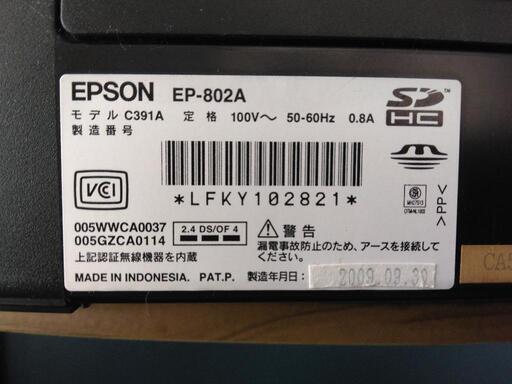 EPSON EP-802A
モデル C391A 定格 100V～ 50-60Hz 0.8A
製造番号
SD HC
VCCI
*LFKY102821*
>PP<
005WWCA0037
005GZCA0114
2.4 DS/OF 4
上記認証無線機器を内蔵
警告
漏電事故防止のため、アースを接続して
ください。
MADE IN INDONESIA. PAT.P. 製造年月日: 2009.09.30